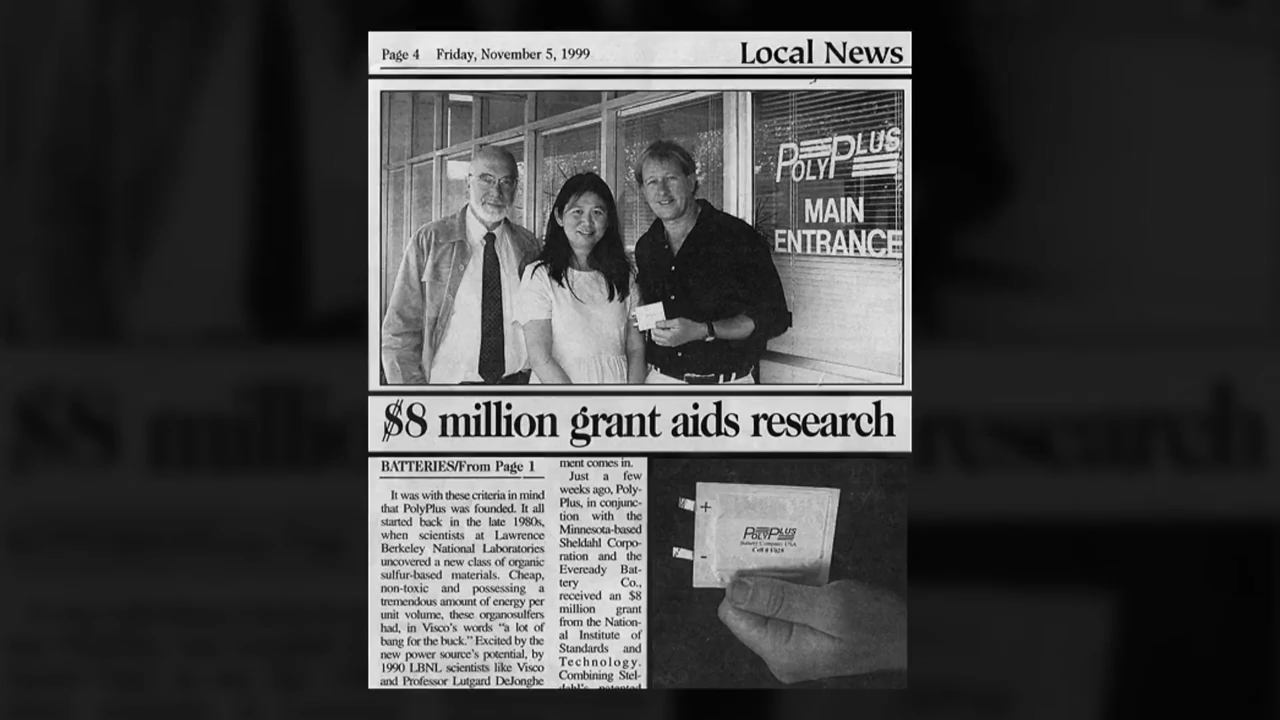 Page 4 Friday, November 5, 1999
Local News
POLYPLUS
MAIN
ENTRANCE
$8 million grant aids research
BATTERIES/From Page 1
It was with these criteria in mind
that PolyPlus was founded. It all
started back in the late 1980s,
when scientists at Lawrence
Berkeley National Laboratories
uncovered a new class of organic
sulfur-based materials. Cheap,
non-toxic and possessing a
tremendous amount of energy per
unit volume, these organosulfers
had, in Visco's words "a lot of
bang for the buck." Excited by the
new power source's potential, by
1990 LBNL scientists like Visco
and Professor Lutgard DeJonghe
ment comes in.
Just a few
weeks ago, Poly-
Plus, in conjunc-
tion with the
Minnesota-based
Sheldahl Corpo-
ration and the
Eveready Bat-
tery Co.,
received an $8
million grant
from the Nation-
al Institute of
Standards and
Technology.
Combining Stel-
dahl's patented
+
POLYPLUS
Battery Company, USA
Cell #
-